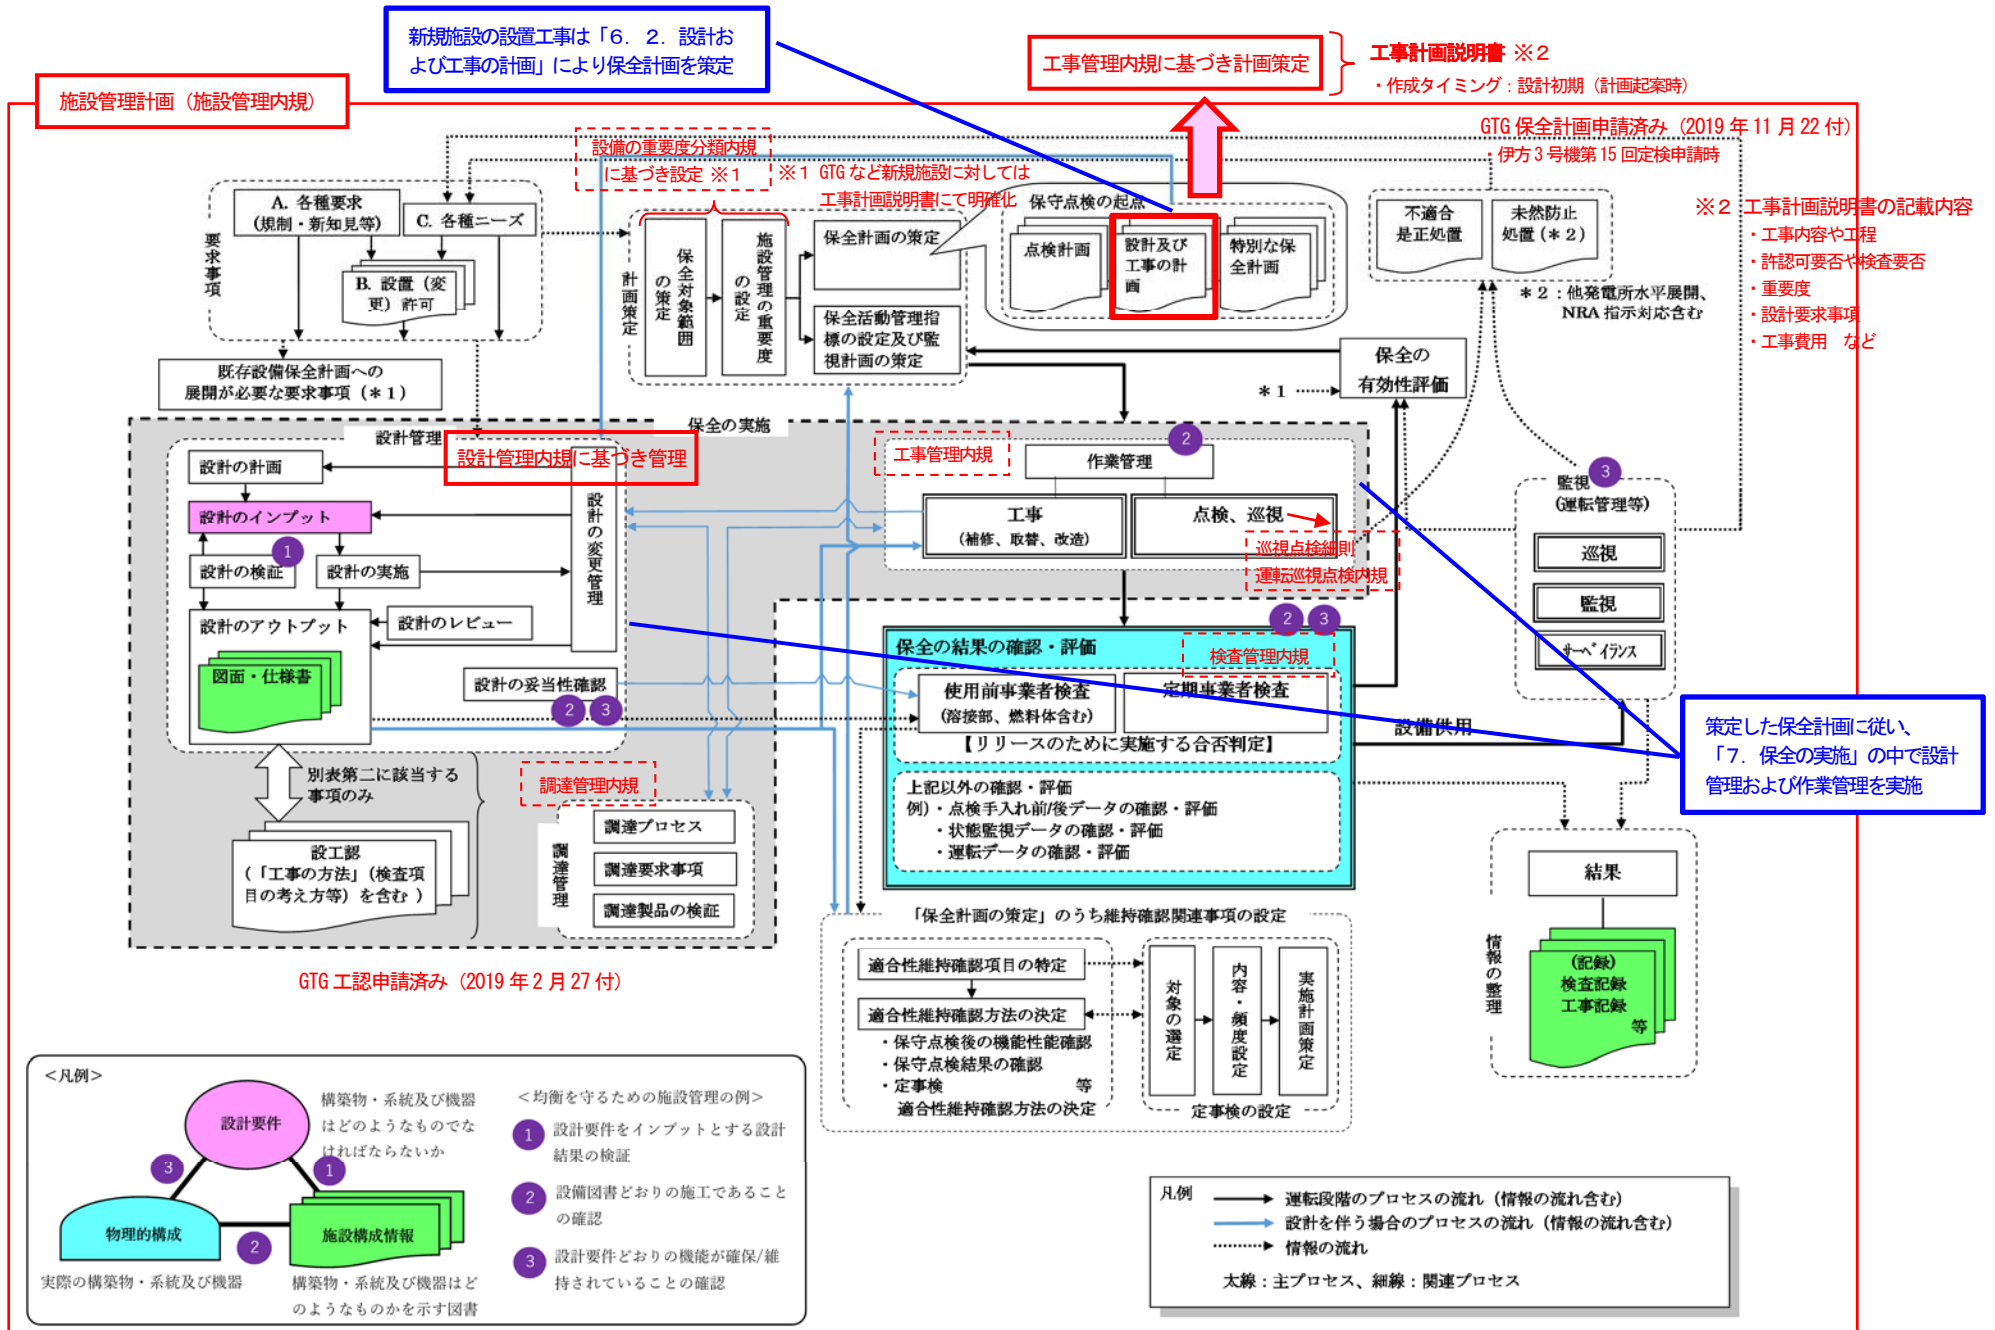 新規施設の設置工事は「6．2．設計お
よび工事の計画」により保全計画を策定
工事管理内規に基づき計画策定
工事計画説明書 ※2
・作成タイミング：設計初期（計画起案時）
施設管理計画（施設管理内規）
GTG 保全計画申請済み（2019 年 11 月 22 付）
・伊方 3 号機第 15 回定検申請時
設備の重要度分類内規
に基づき設定 ※1
※1 GTG など新規施設に対しては
工事計画説明書にて明確化
※2 工事計画説明書の記載内容
・工事内容や工程
・許認可要否や検査要否
・重要度
・設計要求事項
・工事費用 など
要求事項
A. 各種要求
（規制・新知見等）
C. 各種ニーズ
B. 設置（変
更）許可
既存設備保全計画への
展開が必要な要求事項（＊1）
計画策定
保全対象範囲
の策定
施設管理の重要度
の設定
保全計画の策定
保全活動管理指
標の設定及び監
視計画の策定
保守点検の起点
点検計画
設計及び
工事の計
画
特別な保
全計画
不適合
是正処置
未然防止
処置（＊2）
＊2：他発電所水平展開、
NRA 指示対応含む
保全の
有効性評価
＊1
保全の実施
設計管理
設計管理内規に基づき管理
設計の計画
設計のインプット
1
設計の検証
設計の実施
設計の変更管理
設計のアウトプット
設計のレビュー
図面・仕様書
設計の妥当性確認
2 3
別表第二に該当する
事項のみ
設工認
（「工事の方法」（検査項
目の考え方等）を含む ）
調達管理内規
調達管理
調達プロセス
調達要求事項
調達製品の検証
GTG 工認申請済み（2019 年 2 月 27 付）
工事管理内規
作業管理
2
工事
（補修、取替、改造）
点検、巡視
巡視点検細則
運転巡視点検内規
2 3
保全の結果の確認・評価
検査管理内規
使用前事業者検査
（溶接部、燃料体含む）
定期事業者検査
【リリースのために実施する合否判定】
上記以外の確認・評価
例）・点検手入れ前/後データの確認・評価
・状態監視データの確認・評価
・運転データの確認・評価
監視
3
（運転管理等）
巡視
監視
サーベイランス
設備供用
策定した保全計画に従い、
「7．保全の実施」の中で設計
管理および作業管理を実施
「保全計画の策定」のうち維持確認関連事項の設定
適合性維持確認項目の特定
適合性維持確認方法の決定
・保守点検後の機能性能確認
・保守点検結果の確認
・定事検 等
適合性維持確認方法の決定
対象の選定
内容・頻度設定
実施計画策定
定事検の設定
情報の整理
結果
（記録）
検査記録
工事記録
等
＜凡例＞
設計要件
構築物・系統及び機器
はどのようなものでな
ければならないか
3
1
物理的構成
2
施設構成情報
実際の構築物・系統及び機器
構築物・系統及び機器はど
のようなものかを示す図書
＜均衡を守るための施設管理の例＞
1 設計要件をインプットとする設計
結果の検証
2 設備図書どおりの施工であること
の確認
3 設計要件どおりの機能が確保/維
持されていることの確認
凡例
運転段階のプロセスの流れ（情報の流れ含む）
設計を伴う場合のプロセスの流れ（情報の流れ含む）
情報の流れ
太線：主プロセス、細線：関連プロセス